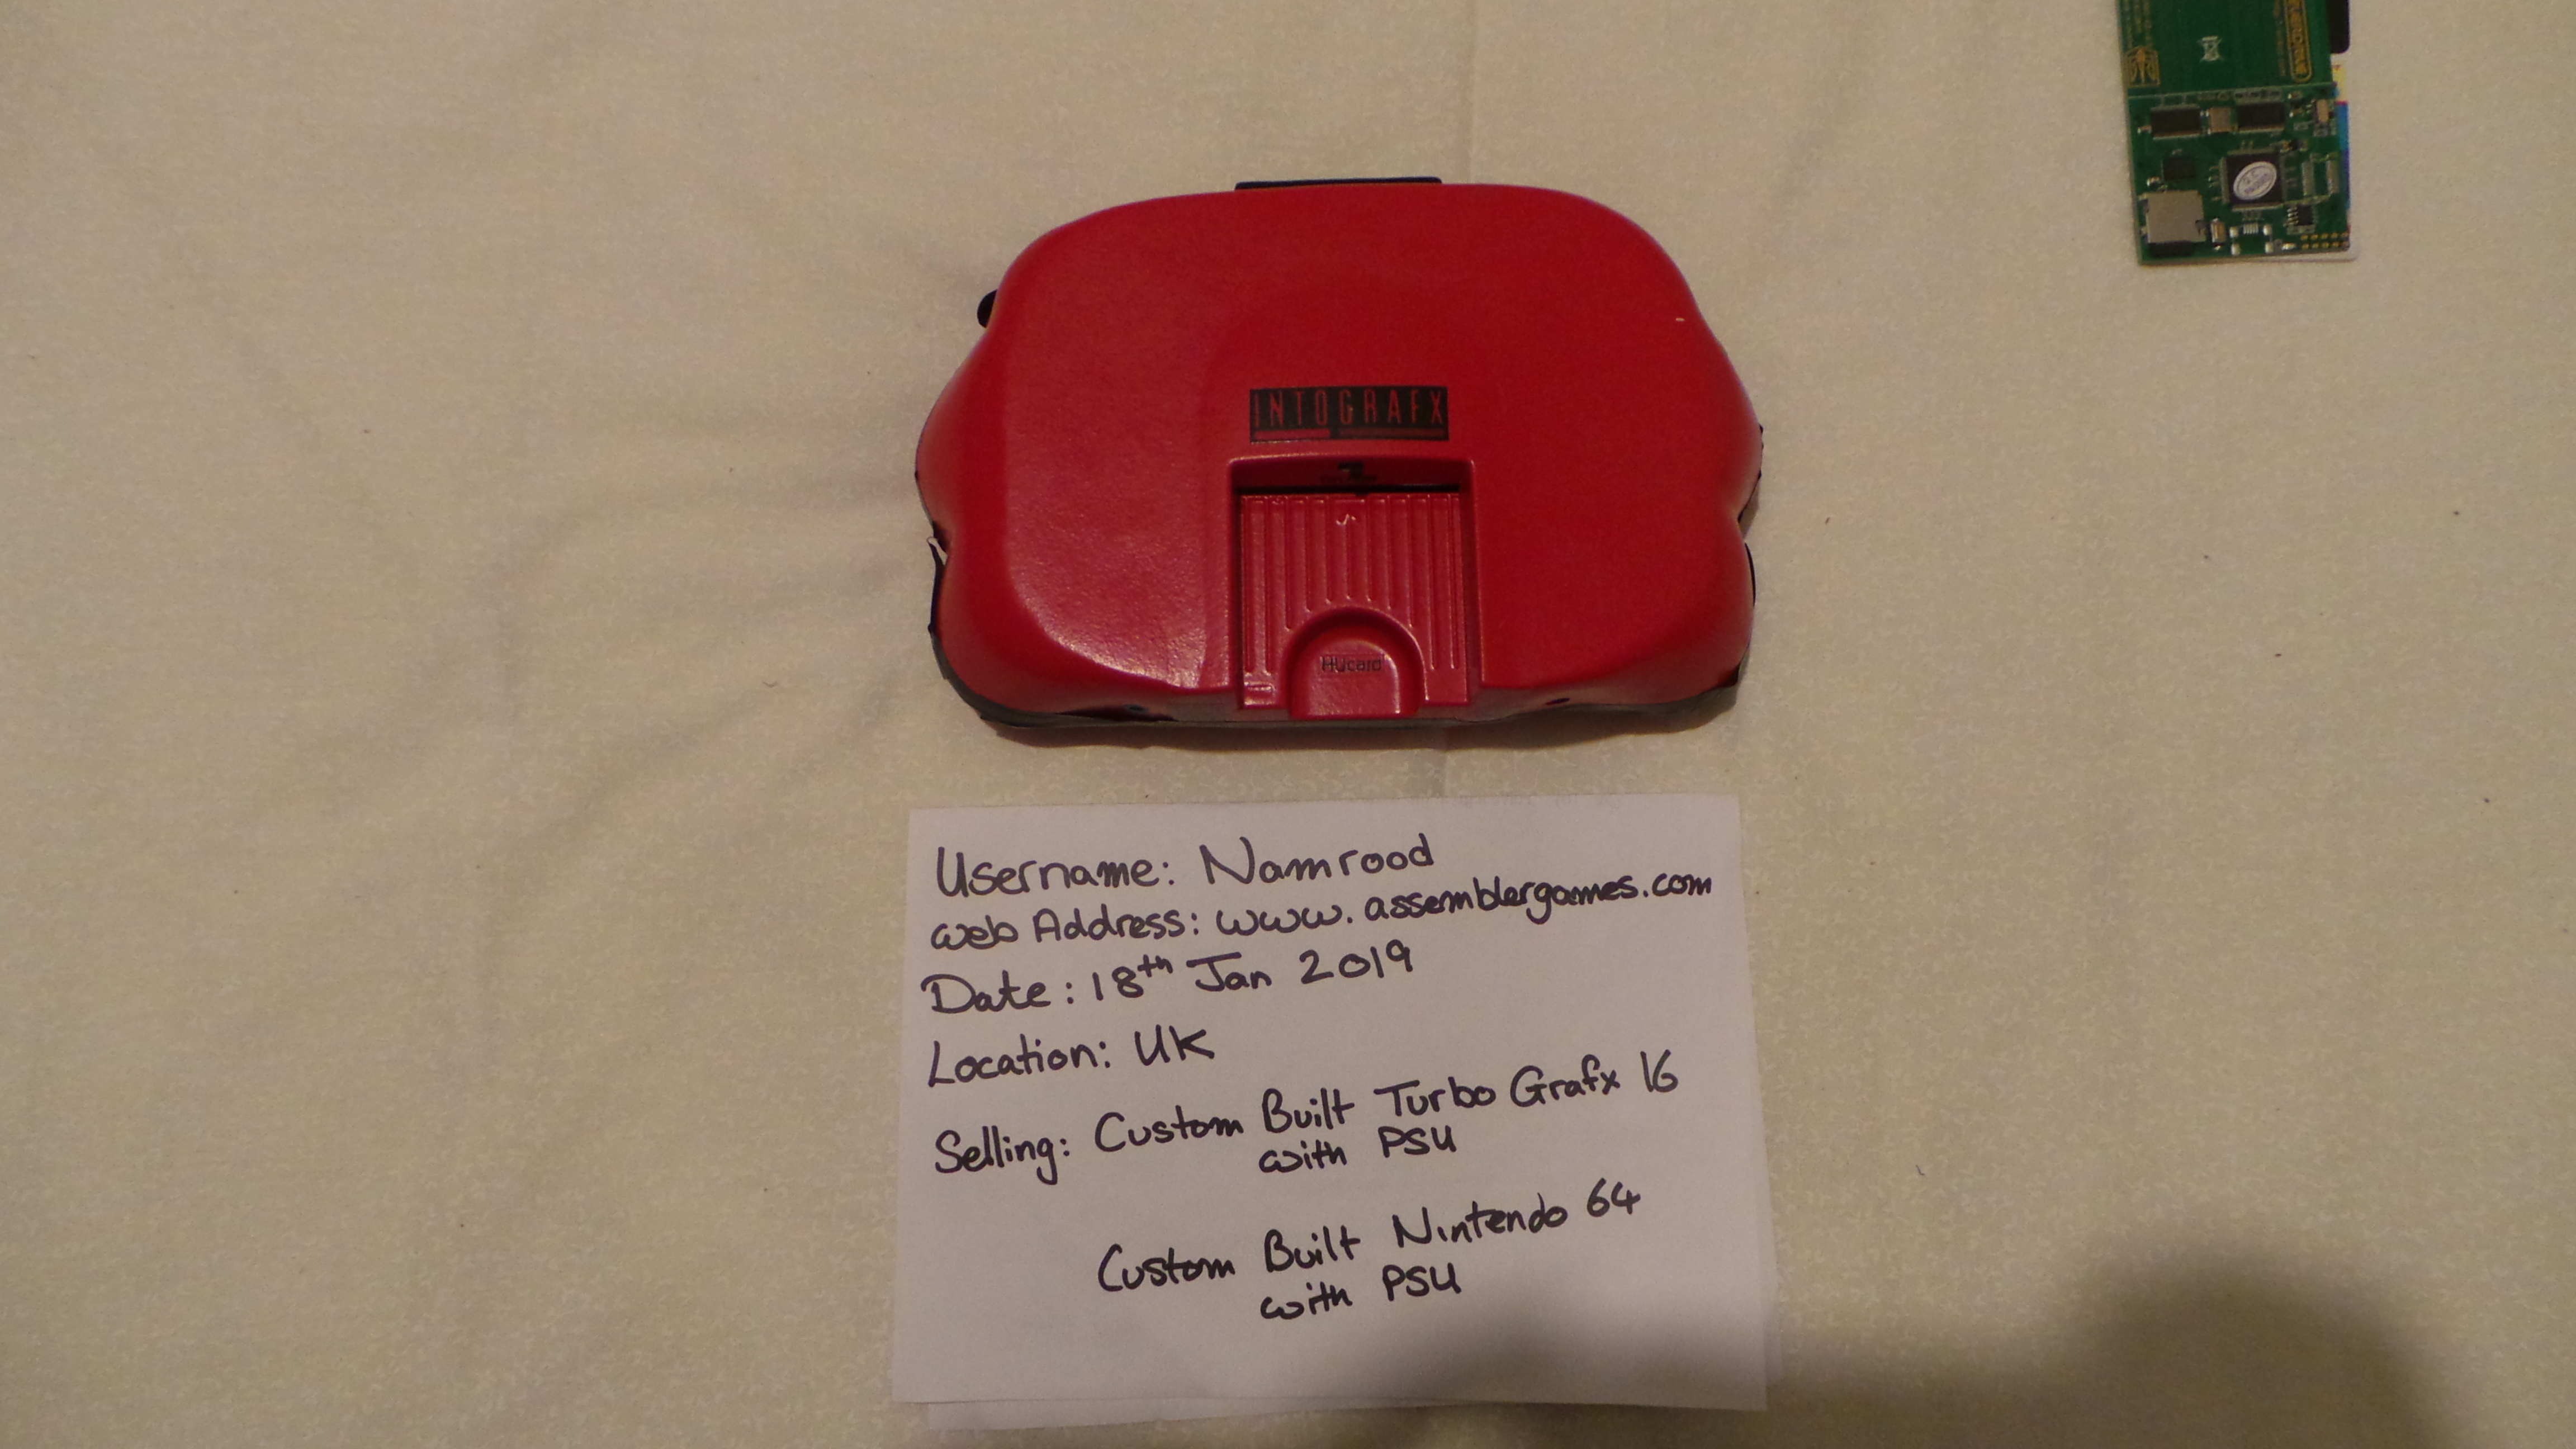 INTOGRAFX
HUcard
Username: Namrood
Web Address: www.assemblergames.com
Date: 18th Jan 2019
Location: UK
Selling: Custom Built Turbo Grafx 16
with PSU
Custom Built Nintendo 64
with PSU